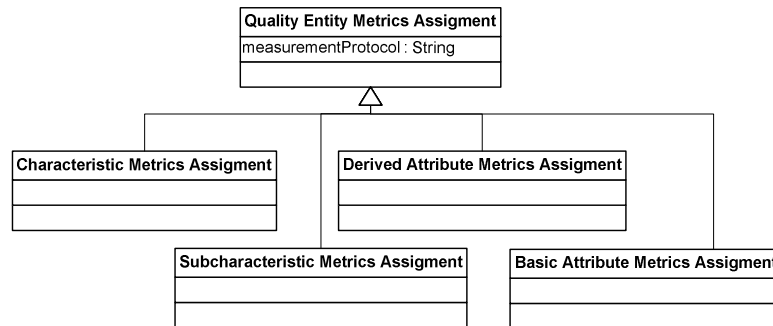 Quality Entity Metrics Assigment
measurementProtocol : String
Characteristic Metrics Assigment
Derived Attribute Metrics Assigment
Subcharacteristic Metrics Assigment
Basic Attribute Metrics Assigment